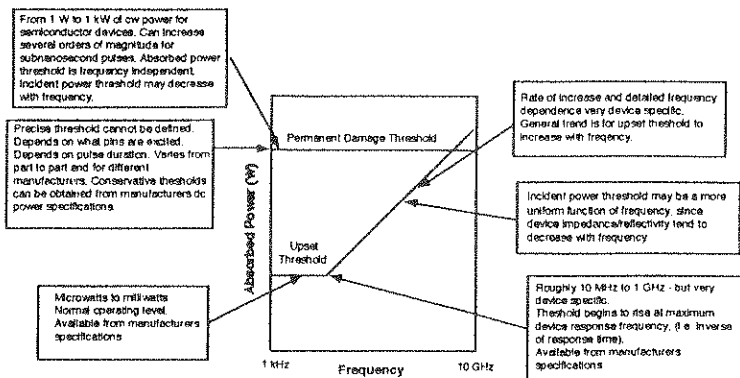 From 1 W to 1 kW of cw power for
semiconductor devices. Can increase
several orders of magnitude for
subnanosecond pulses. Absorbed power
threshold is frequency independent.
Incident power threshold may decrease
with frequency.
Precise threshold cannot be defined.
Depends on what pins are excited.
Depends on pulse duration. Varies from
part to part and for different
manufacturers. Conservative thesholds
can be obtained from manufacturers dc
power specifications.
Microwatts to milliwatts
Normal operating level.
Available from manufacturers
specifications
Absorbed Power (W)
Permanent Damage Threshold
Upset
Threshold
1 kHz
Frequency
10 GHz
Rate of increase and detailed frequency
dependence very device specific.
General trend is for upset theshold to
increase with freqency.
Incident power threshold may be a more
uniform function of frequency, since
device impedance/reflectivity tend to
decrease with frequency
Roughly 10 MHz to 1 GHz - but very
device specific.
Theshold begins to rise at maximum
device response frequency, (i.e. inverse
of response time).
Available from manufacturers
specifications